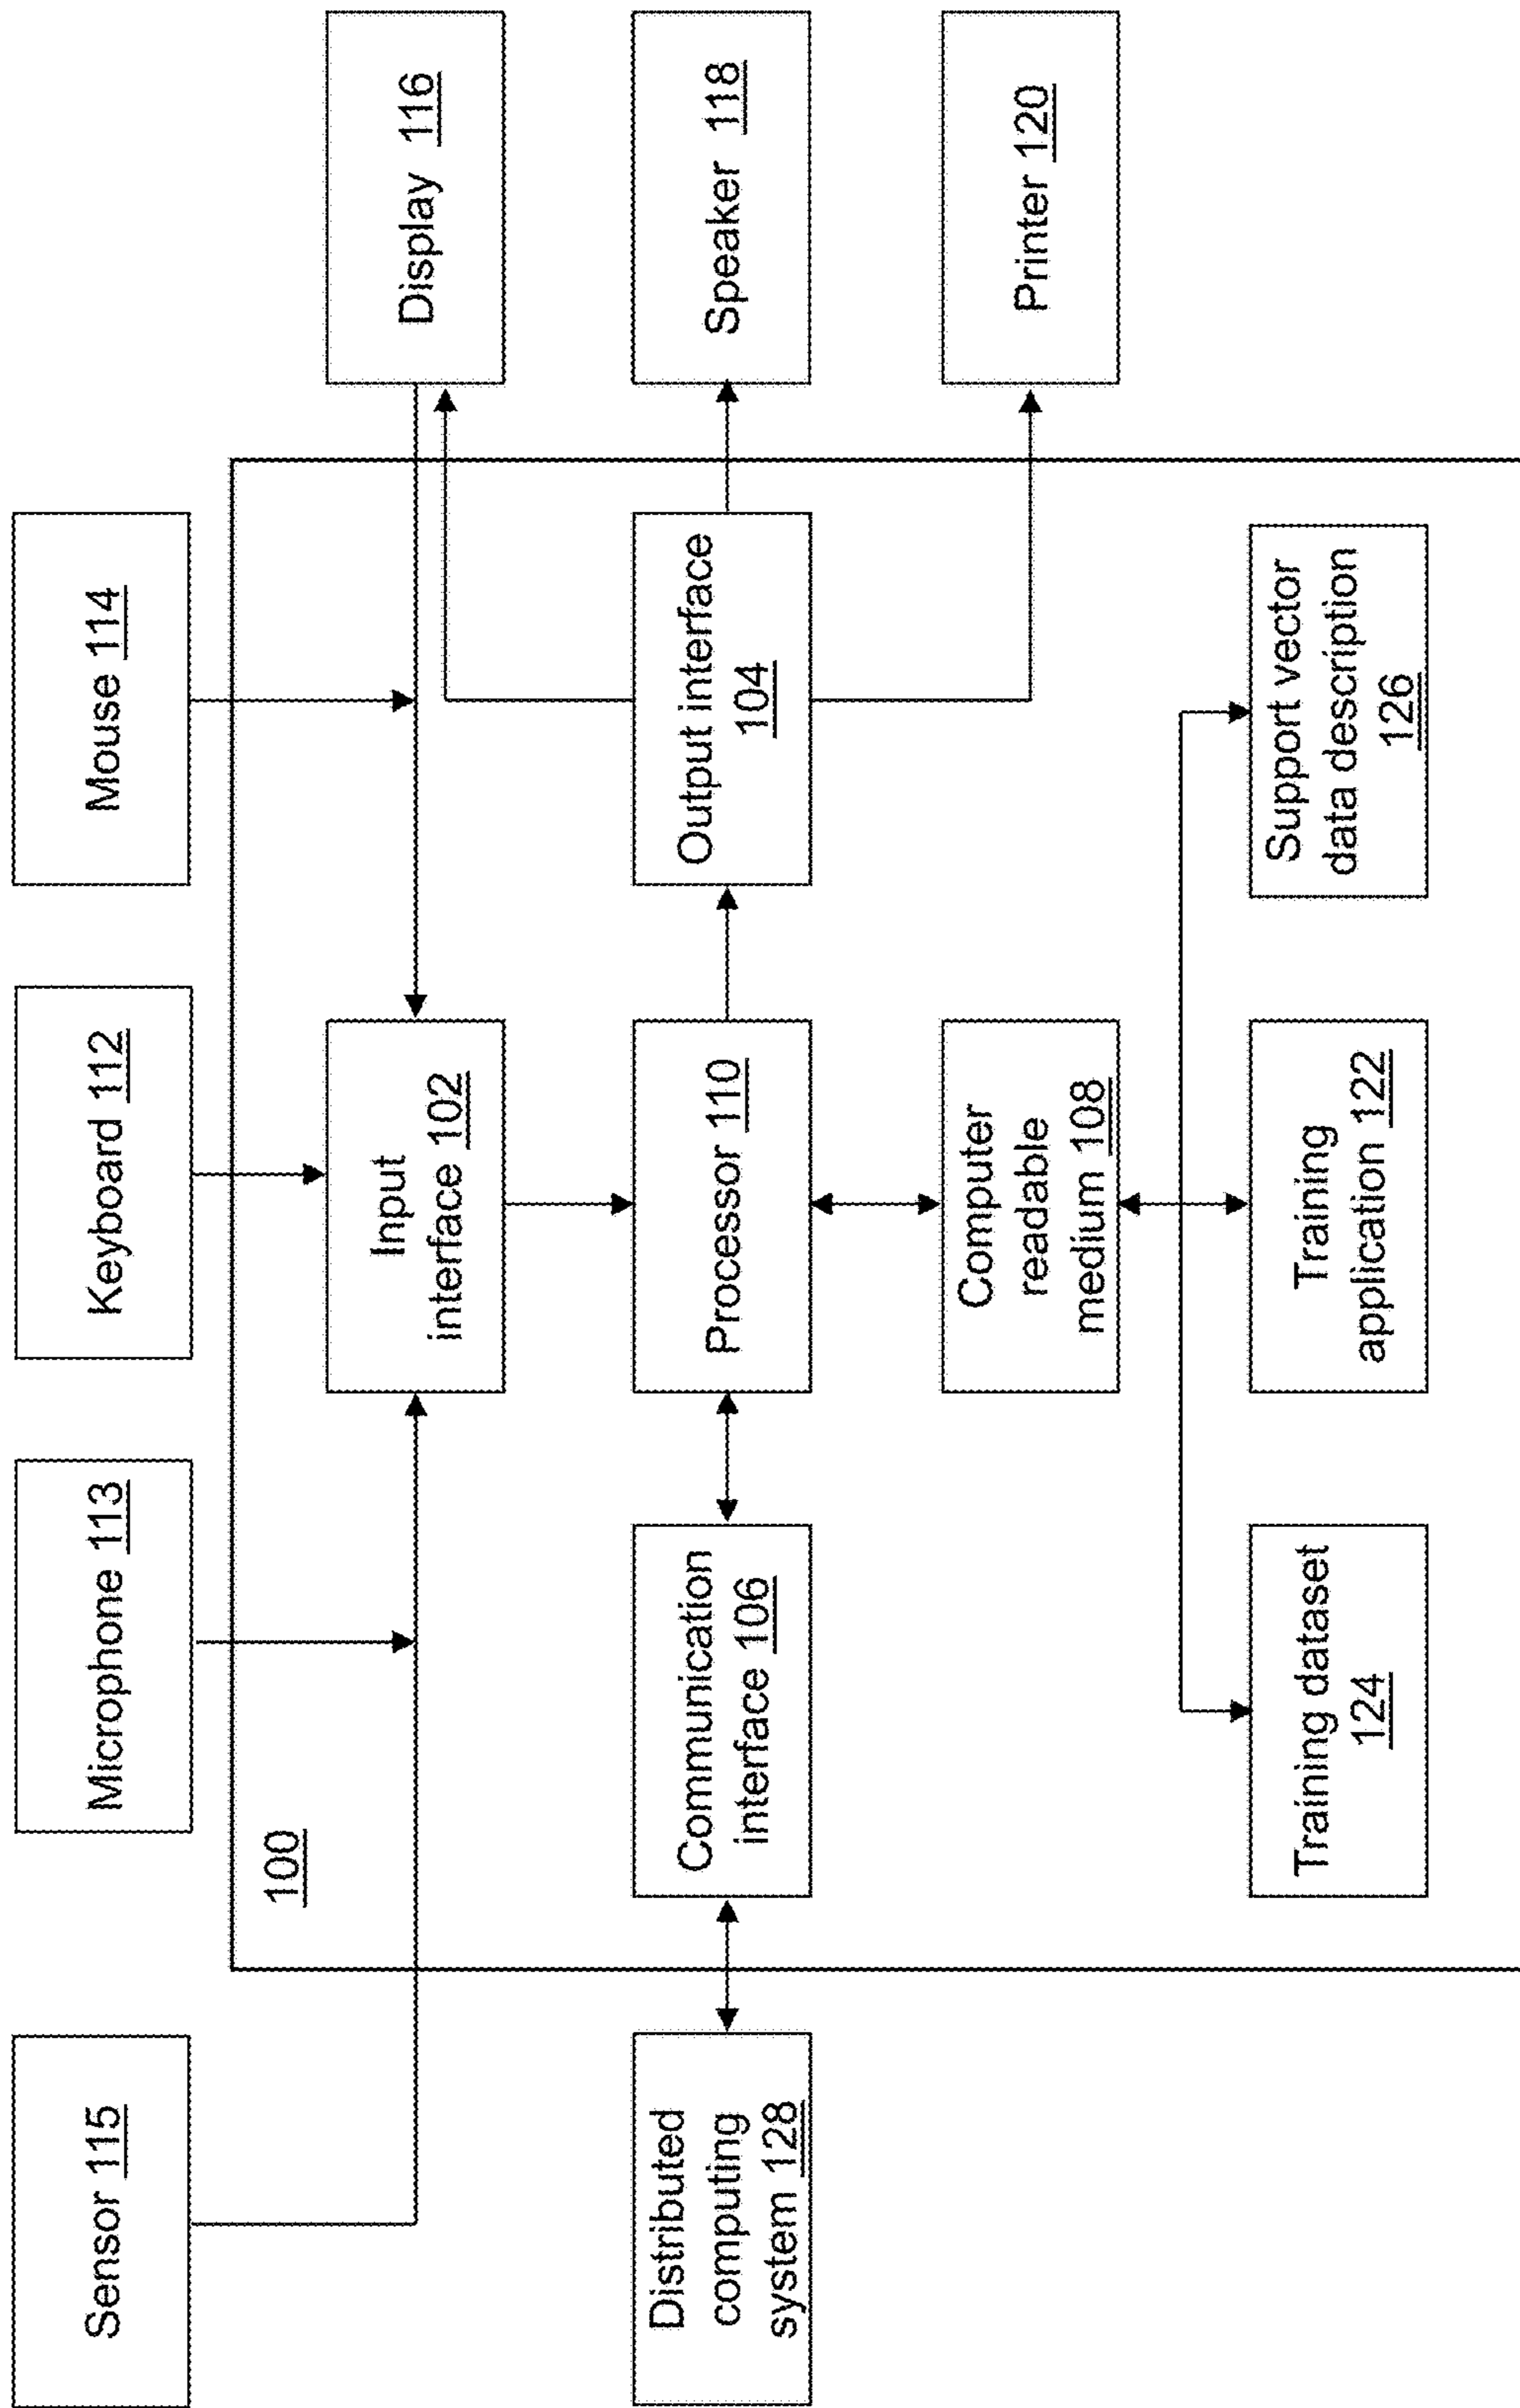 Sensor 115
Microphone 113
Keyboard 112
Mouse 114
100
Input
interface 102
Display 116
Distributed
computing
system 128
Communication
interface 106
Processor 110
Output interface
104
Speaker 118
Computer
readable
medium 108
Printer 120
Training dataset
124
Training
application 122
Support vector
data description
126